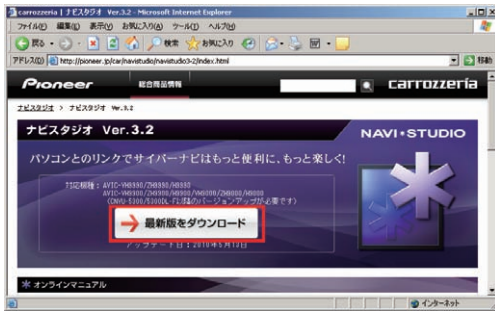 carrozzeria | ナビスタジオ Ver.3.2 - Microsoft Internet Explorer
ファイル(F) 編集(E) 表示(V) お気に入り(A) ツール(T) ヘルプ(H)
戻る 検索 お気に入り
アドレス(D) http://pioneer.jp/car/navistudio/navistudio3-2/index.html 移動
Pioneer 総合商品情報 carrozzeria
ナビスタジオ > ナビスタジオ Ver.3.2
ナビスタジオ Ver.3.2 NAVI•STUDIO
パソコンとのリンクでサイバーナビはもっと便利に、もっと楽しく!
対応機種：
最新版をダウンロード
オンラインマニュアル
インターネット